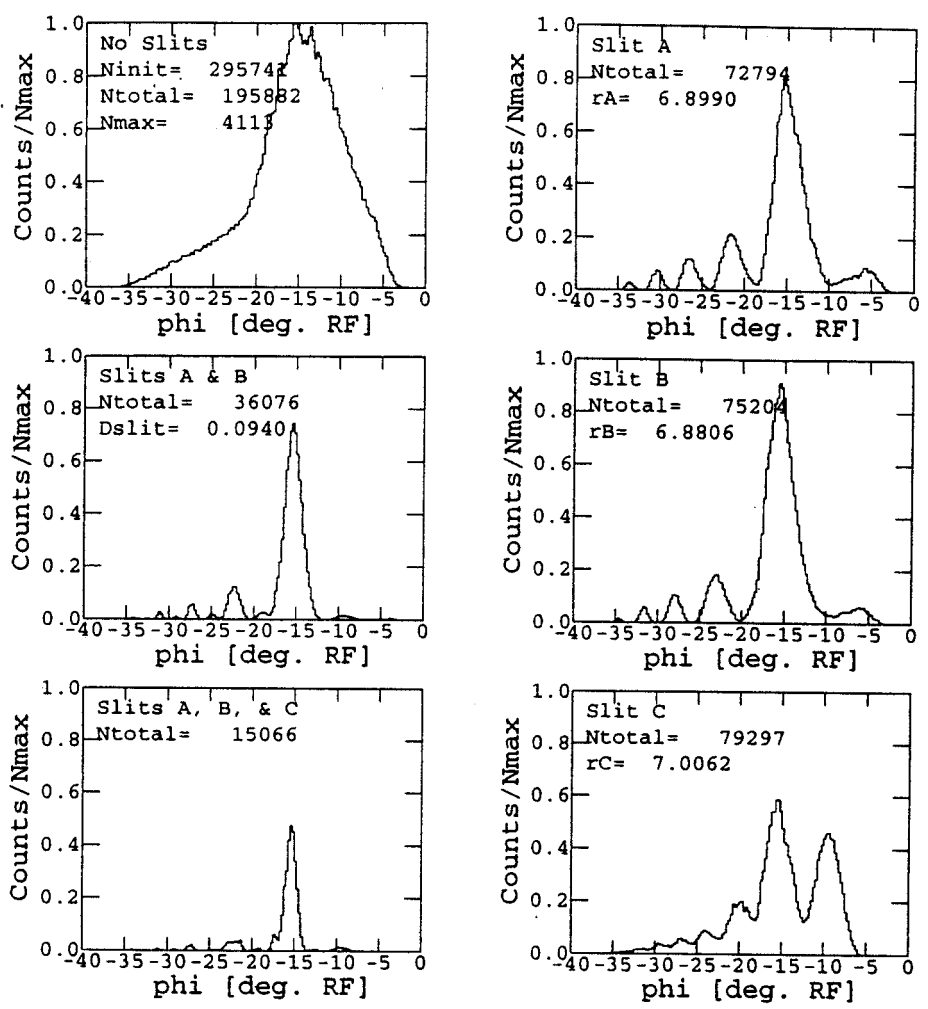 No Slits
Ninit= 295741
Ntotal= 195882
Nmax= 4113
Counts/Nmax
1.0
0.8
0.6
0.4
0.2
0.0
-40 -35 -30 -25 -20 -15 -10 -5 0
phi [deg. RF]
Slit A
Ntotal= 72794
rA= 6.8990
Counts/Nmax
1.0
0.8
0.6
0.4
0.2
0.0
-40 -35 -30 -25 -20 -15 -10 -5 0
phi [deg. RF]
Slits A & B
Ntotal= 36076
Dslit= 0.0940
Counts/Nmax
1.0
0.8
0.6
0.4
0.2
0.0
-40 -35 -30 -25 -20 -15 -10 -5 0
phi [deg. RF]
Slit B
Ntotal= 75204
rB= 6.8806
Counts/Nmax
1.0
0.8
0.6
0.4
0.2
0.0
-40 -35 -30 -25 -20 -15 -10 -5 0
phi [deg. RF]
Slits A, B, & C
Ntotal= 15066
Counts/Nmax
1.0
0.8
0.6
0.4
0.2
0.0
-40 -35 -30 -25 -20 -15 -10 -5 0
phi [deg. RF]
Slit C
Ntotal= 79297
rC= 7.0062
Counts/Nmax
1.0
0.8
0.6
0.4
0.2
0.0
-40 -35 -30 -25 -20 -15 -10 -5 0
phi [deg. RF]